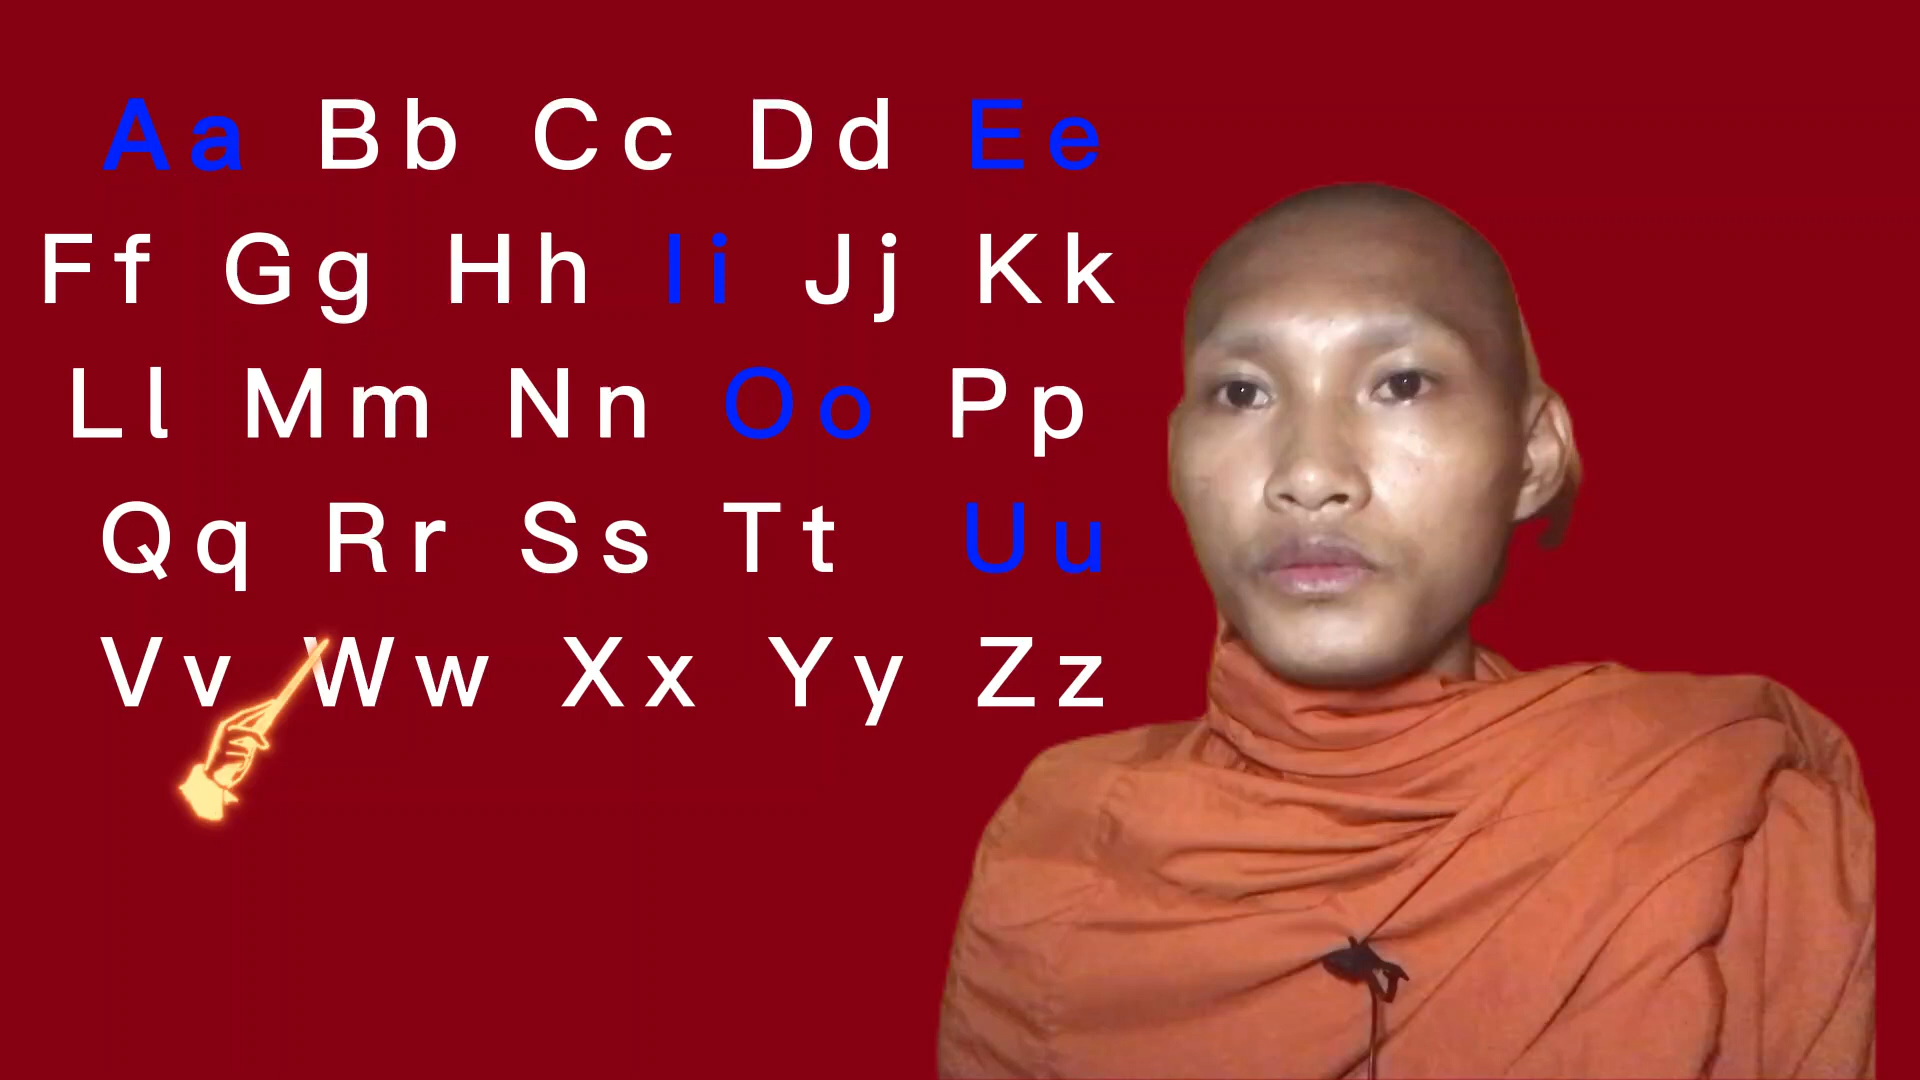 Aa Bb Cc Dd Ee
Ff Gg Hh Ii Jj Kk
Ll Mm Nn Oo Pp
Qq Rr Ss Tt Uu
Vv Ww Xx Yy Zz